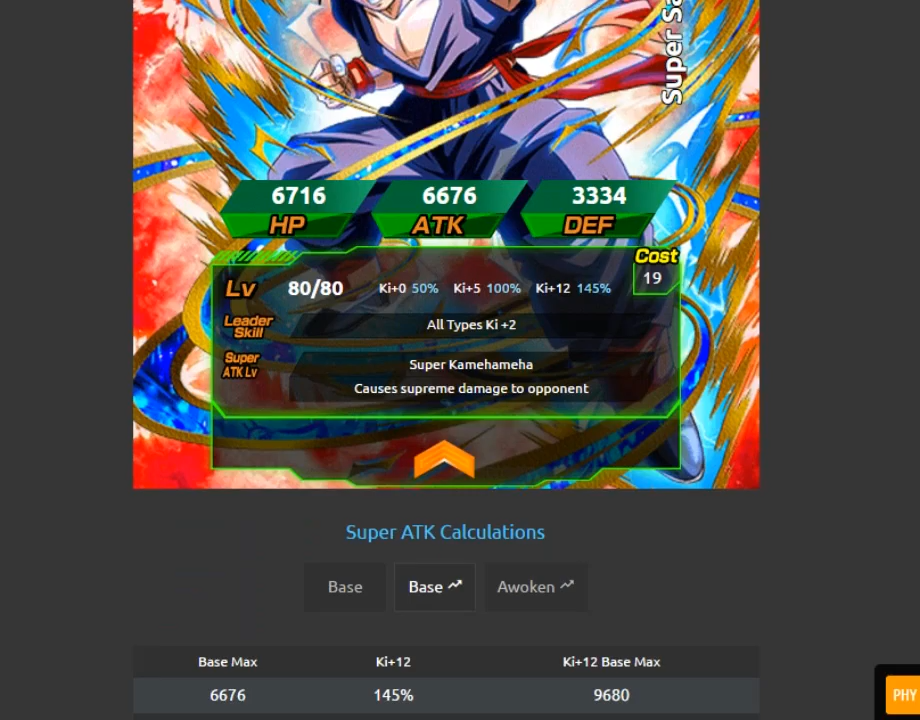 Super Sa
6716 6676 3334
HP ATK DEF
Cost
19
Lv 80/80 Ki+0 50% Ki+5 100% Ki+12 145%
Leader
Skill
All Types Ki +2
Super
ATK Lv
Super Kamehameha
Causes supreme damage to opponent
Super ATK Calculations
Base Base Awoken
Base Max Ki+12 Ki+12 Base Max
6676 145% 9680
PHY